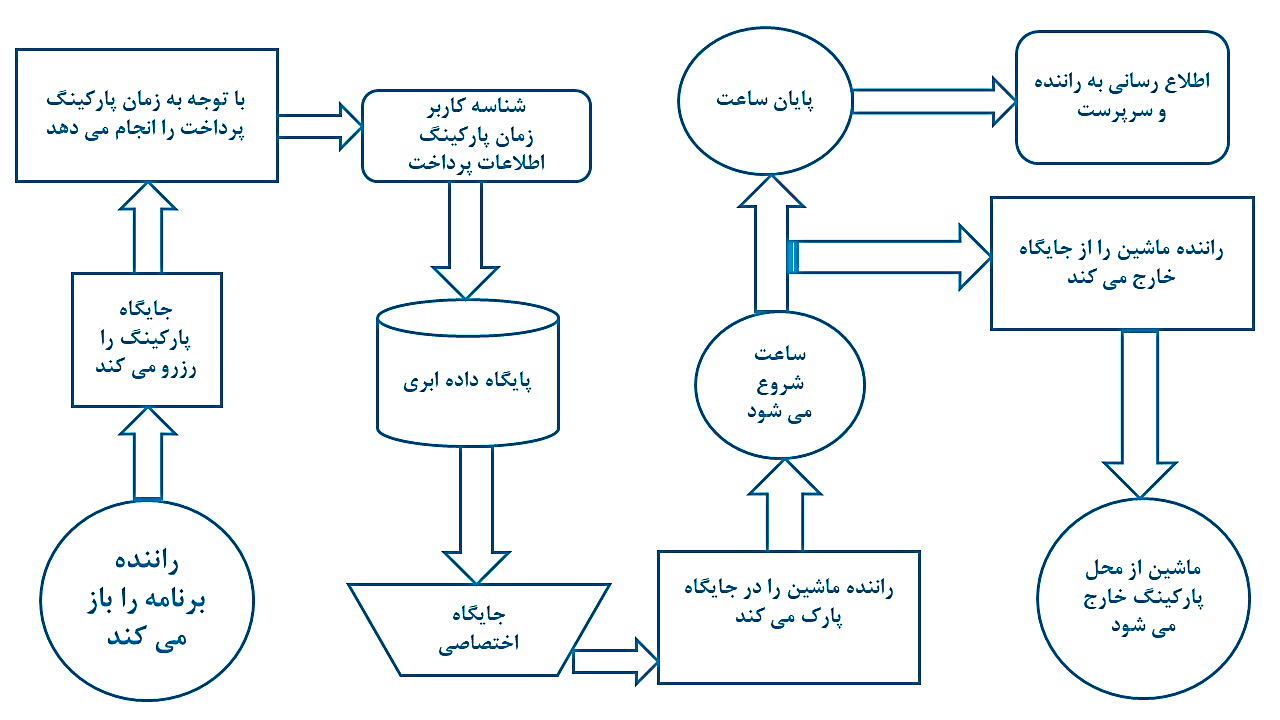 راننده
برنامه را باز
می کند
جایگاه
پارکینگ را
رزرو می کند
با توجه به زمان پارکینگ
پرداخت را انجام می دهد
شناسه کاربر
زمان پارکینگ
اطلاعات پرداخت
پایگاه داده ابری
جایگاه
اختصاصی
راننده ماشین را در جایگاه
پارک می کند
ساعت
شروع
می شود
پایان ساعت
اطلاع رسانی به راننده
و سرپرست
راننده ماشین را از جایگاه
خارج می کند
ماشین از محل
پارکینگ خارج
می شود